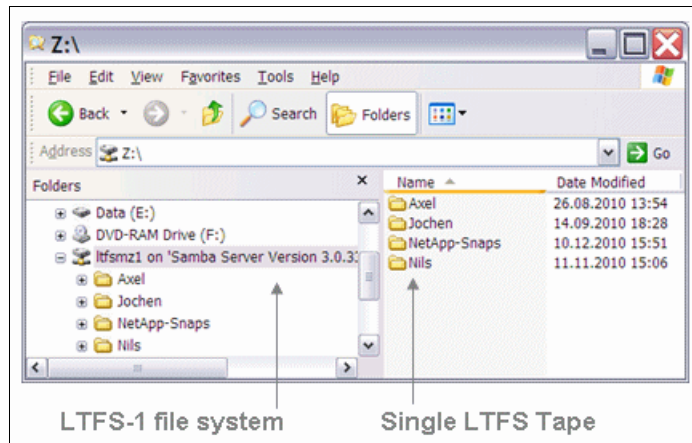 Z:\
File Edit View Favorites Tools Help
Back Search Folders
Address Z:\ Go
Folders x Name Date Modified
Data (E:)
DVD-RAM Drive (F:)
ltfsmz1 on 'Samba Server Version 3.0.33
Axel
Jochen
NetApp-Snaps
Nils
Axel 26.08.2010 13:54
Jochen 14.09.2010 18:28
NetApp-Snaps 10.12.2010 15:51
Nils 11.11.2010 15:06
LTFS-1 file system Single LTFS Tape